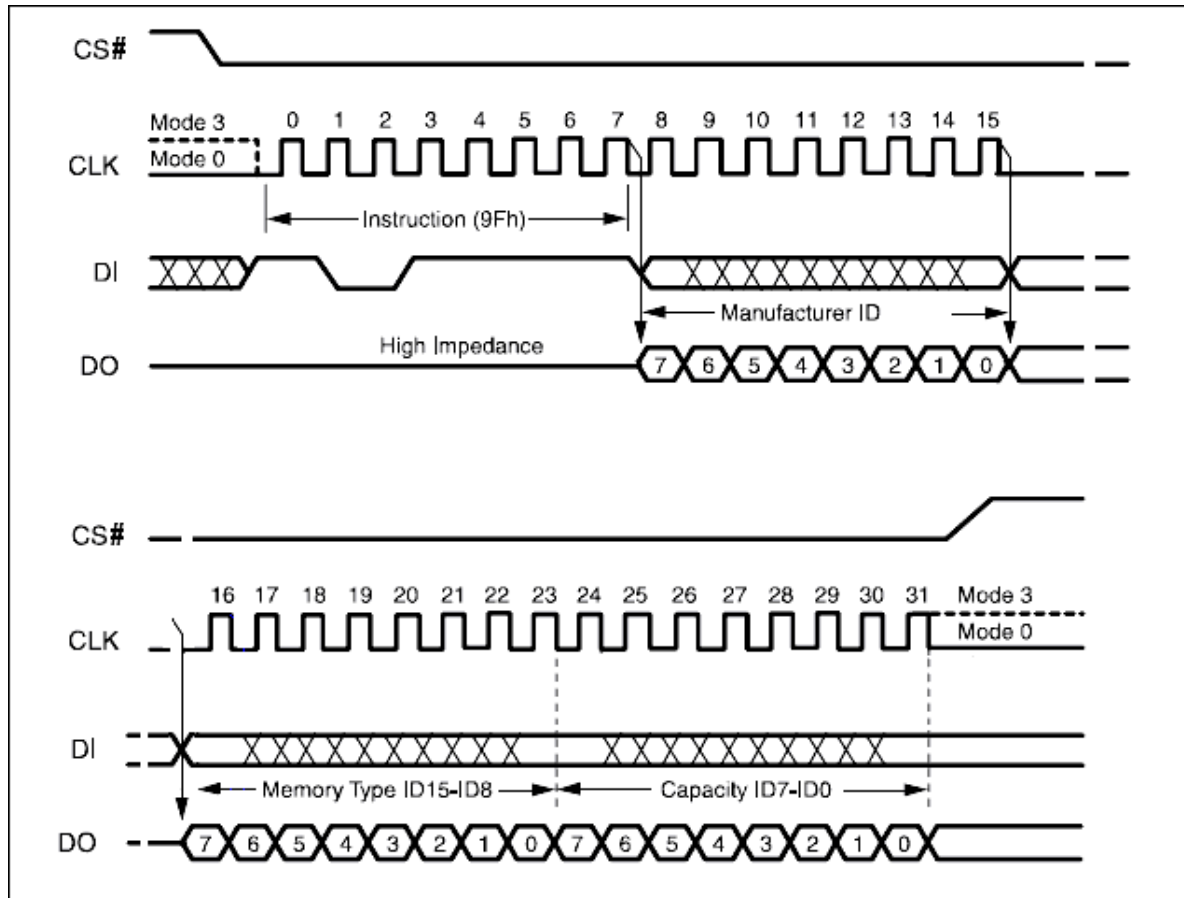 CS#
Mode 3
0 1 2 3 4 5 6 7 8 9 10 11 12 13 14 15
Mode 0
CLK
Instruction (9Fh)
DI
Manufacturer ID
High Impedance
DO
7 6 5 4 3 2 1 0
CS#
16 17 18 19 20 21 22 23 24 25 26 27 28 29 30 31
Mode 3
CLK
Mode 0
DI
Memory Type ID15-ID8
Capacity ID7-ID0
DO
7 6 5 4 3 2 1 0 7 6 5 4 3 2 1 0